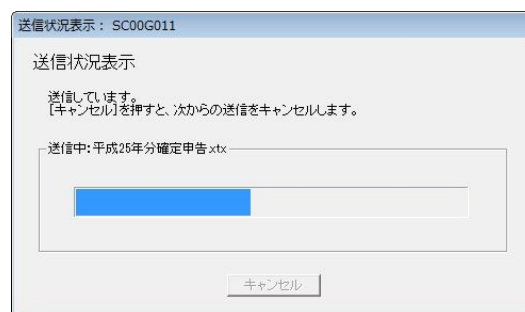 送信状況表示： SC00G011
送信状況表示
送信しています。
[キャンセル]を押すと、次からの送信をキャンセルします。
送信中:平成25年分確定申告.xtx
キャンセル